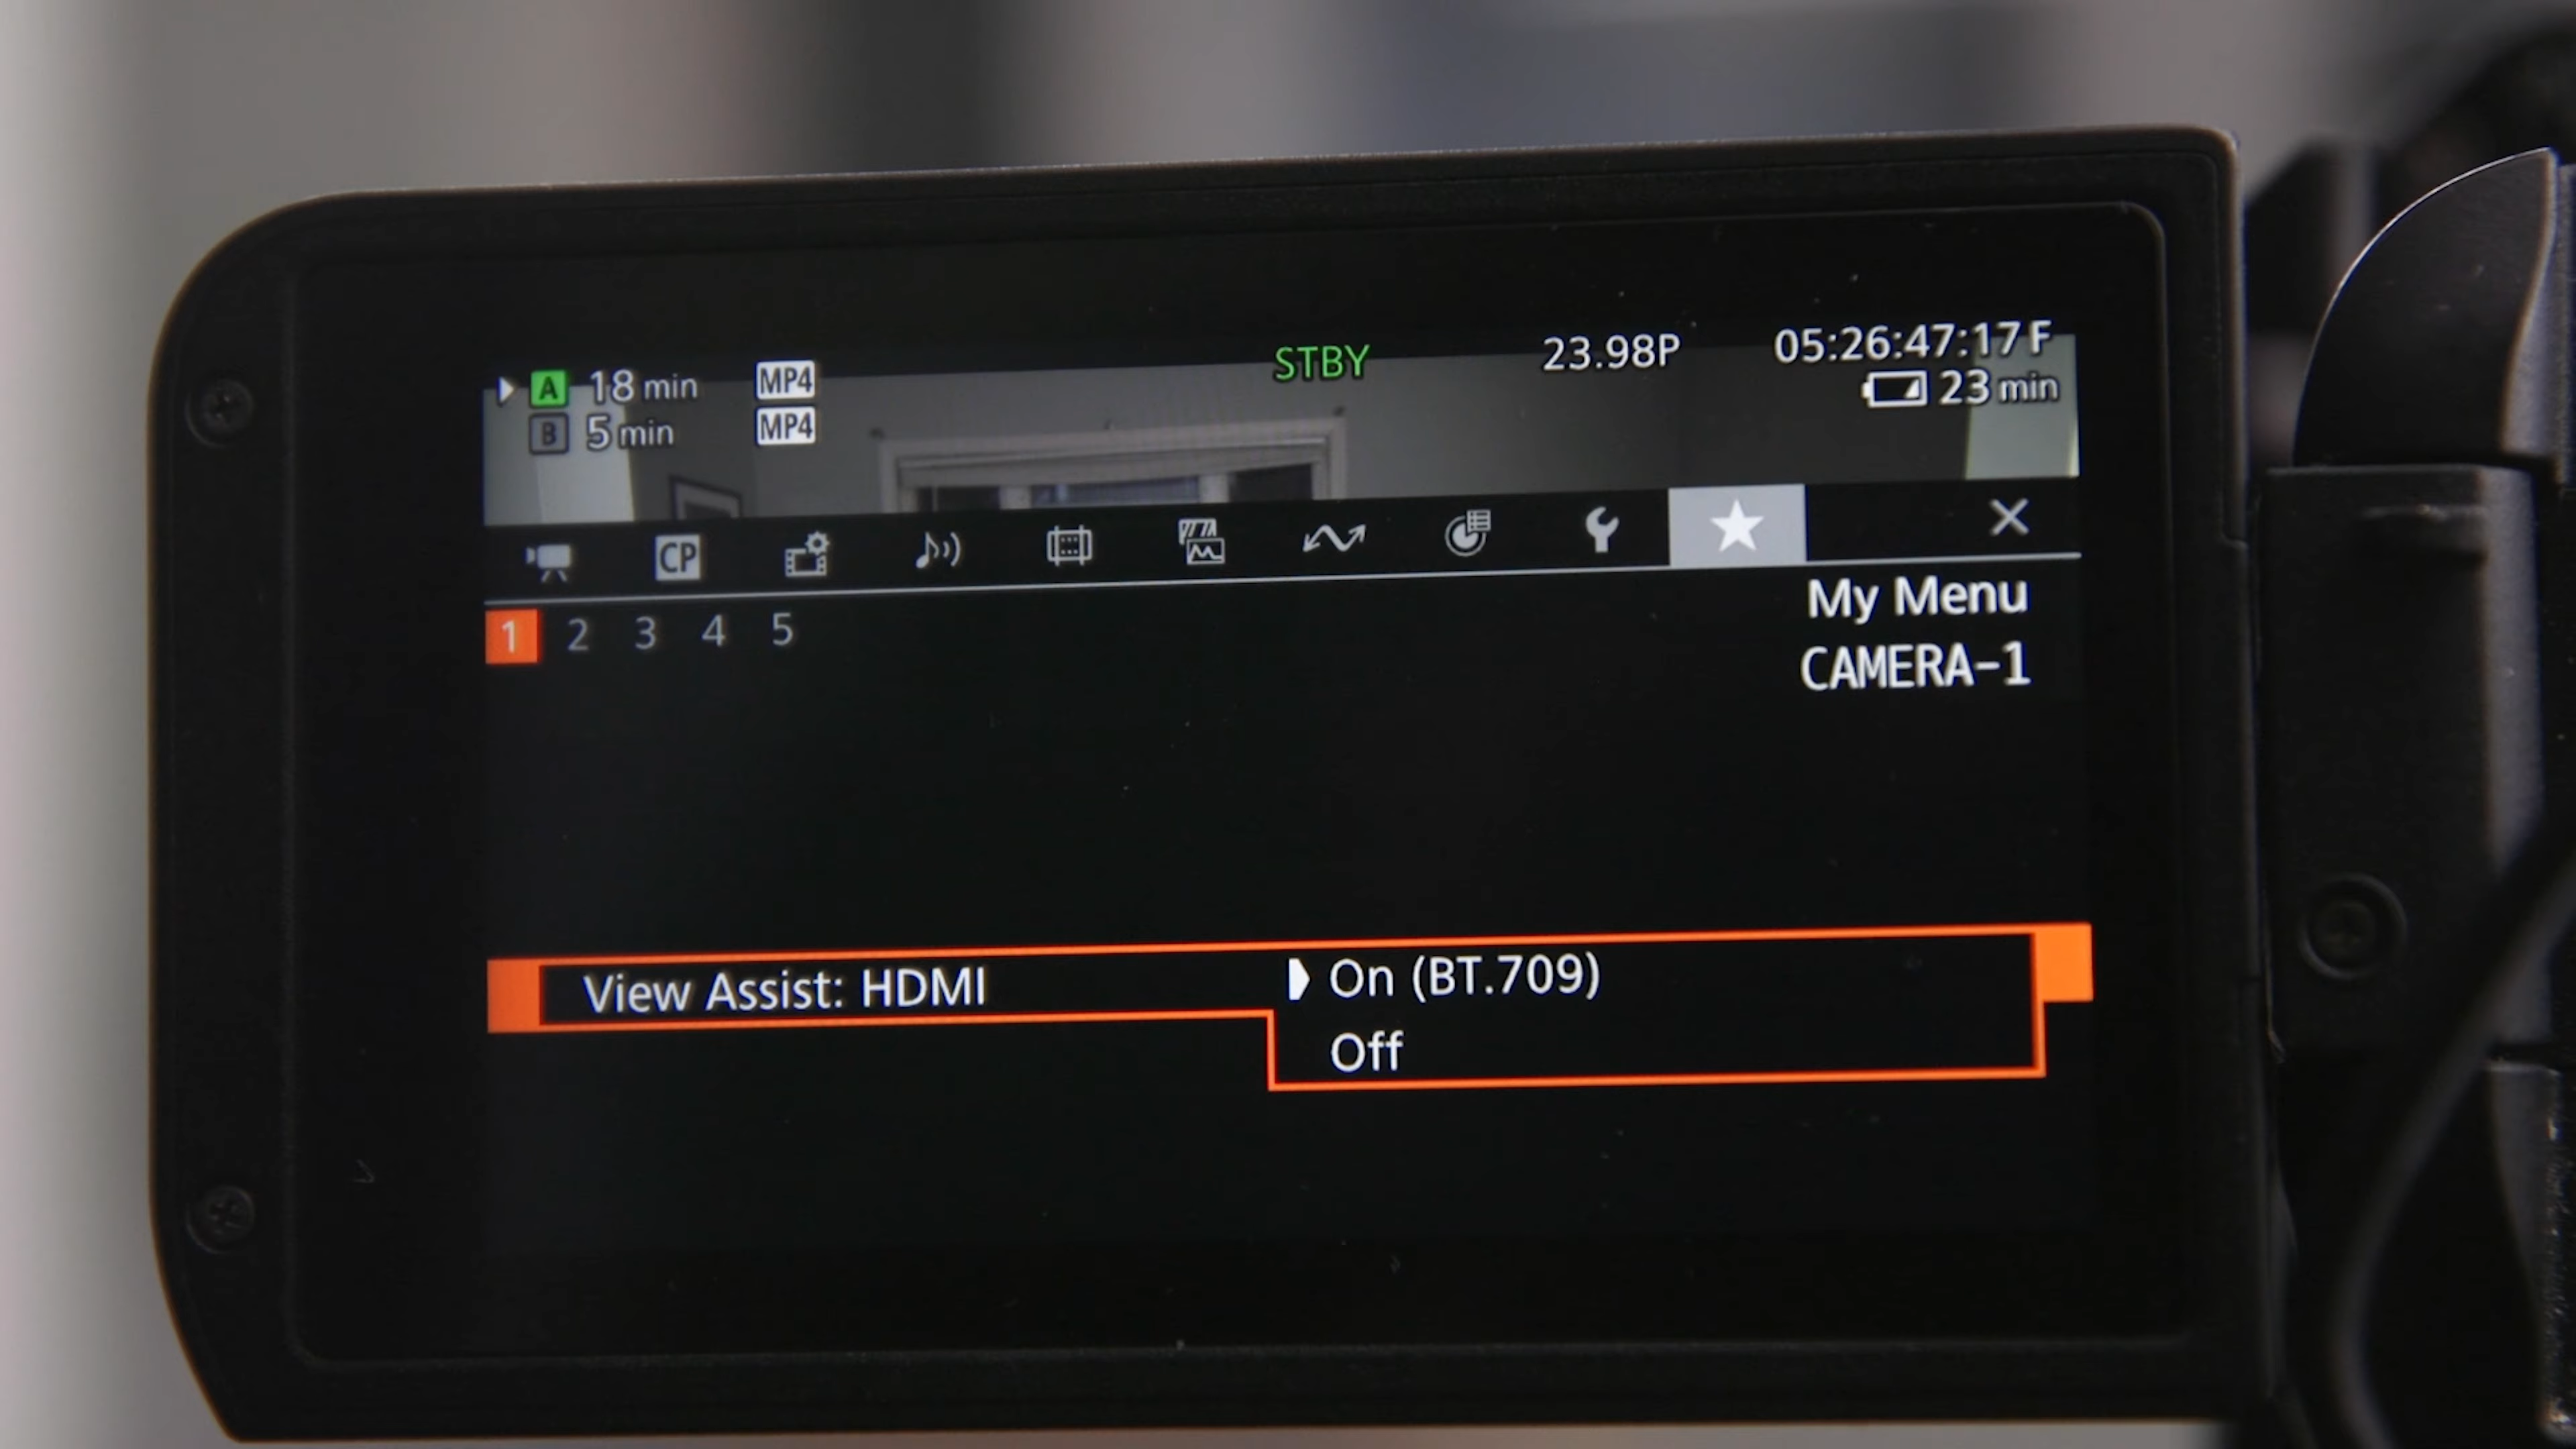 A 18 min MP4 STBY 23.98P 05:26:47:17 F
B 5 min MP4 23 min
CP
1 2 3 4 5
My Menu
CAMERA-1
View Assist: HDMI On (BT.709)
Off